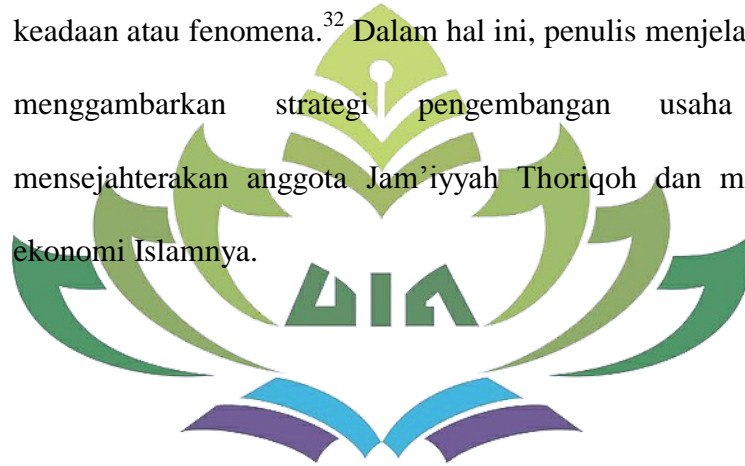 keadaan atau fenomena.³² Dalam hal ini, penulis menjela
menggambarkan strategi pengembangan usaha
mensejahterakan anggota Jam’iyyah Thoriqoh dan m
ekonomi Islamnya.
UIN